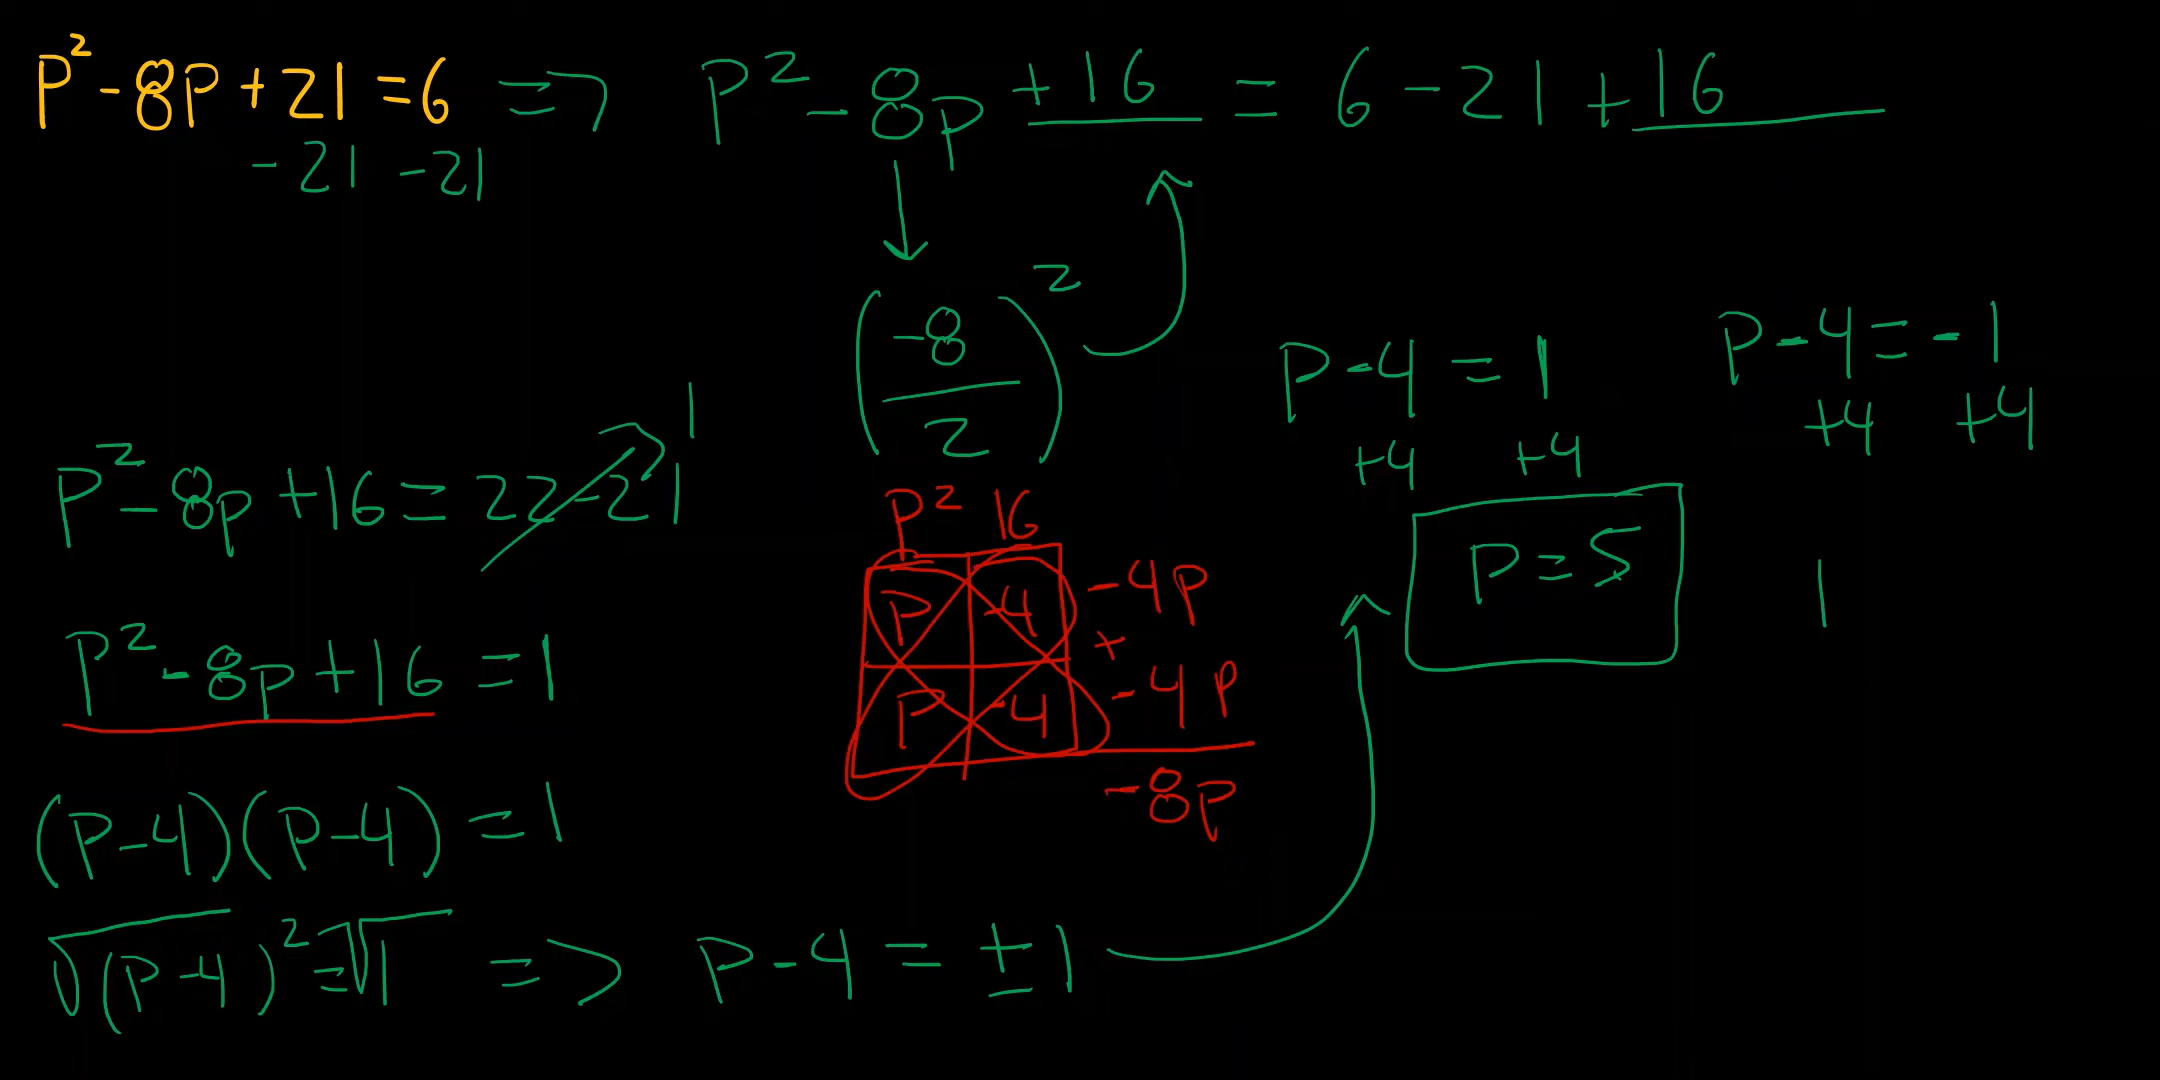 P² - 8P + 21 = 6 => P² - 8p + 16 = 6 - 21 + 16
- 21 - 21
(-8/2)²
P - 4 = 1
+4 +4
P = 5
P - 4 = -1
+4 +4
1
P² - 8p + 16 = 22 - 21 1
P² - 8p + 16 = 1
(P - 4)(P - 4) = 1
√(P - 4)² = √1 => P - 4 = ± 1
P² 16
P -4 -4P
+
P -4 -4P
-8P